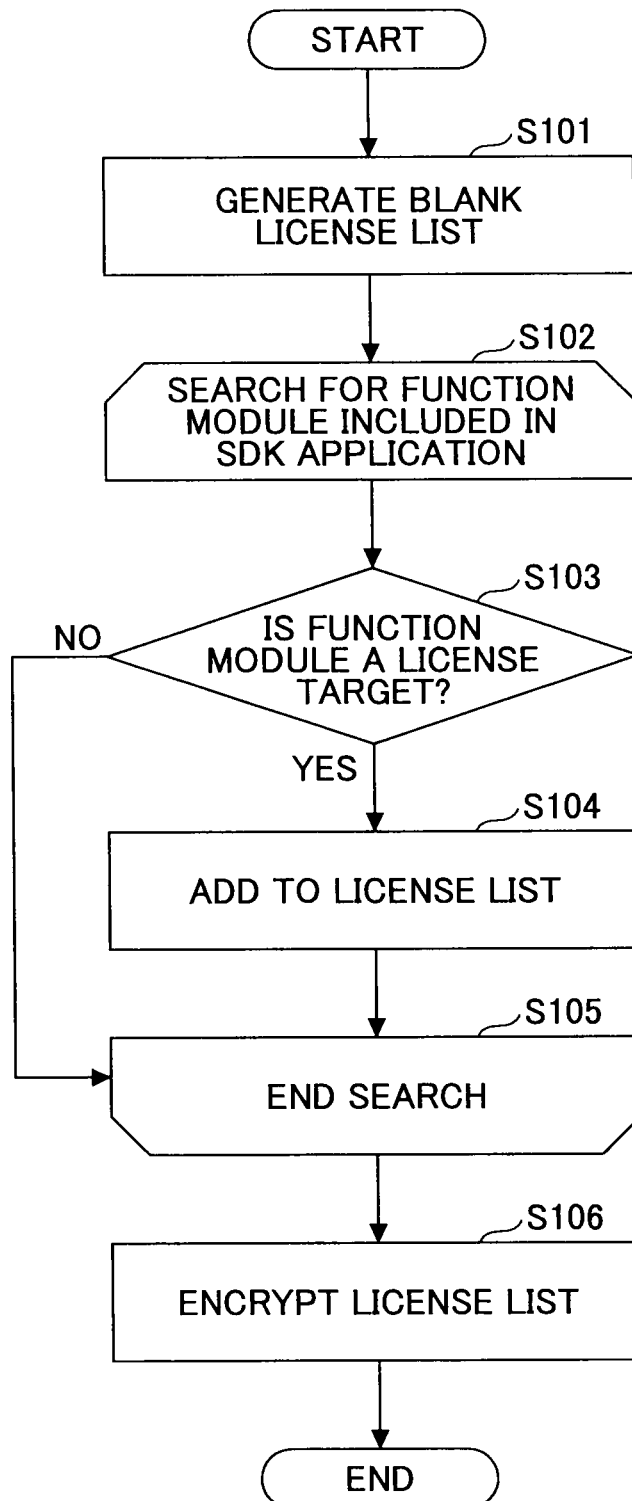 START
S101
GENERATE BLANK
LICENSE LIST
S102
SEARCH FOR FUNCTION
MODULE INCLUDED IN
SDK APPLICATION
S103
NO
IS FUNCTION
MODULE A LICENSE
TARGET?
YES
S104
ADD TO LICENSE LIST
S105
END SEARCH
S106
ENCRYPT LICENSE LIST
END